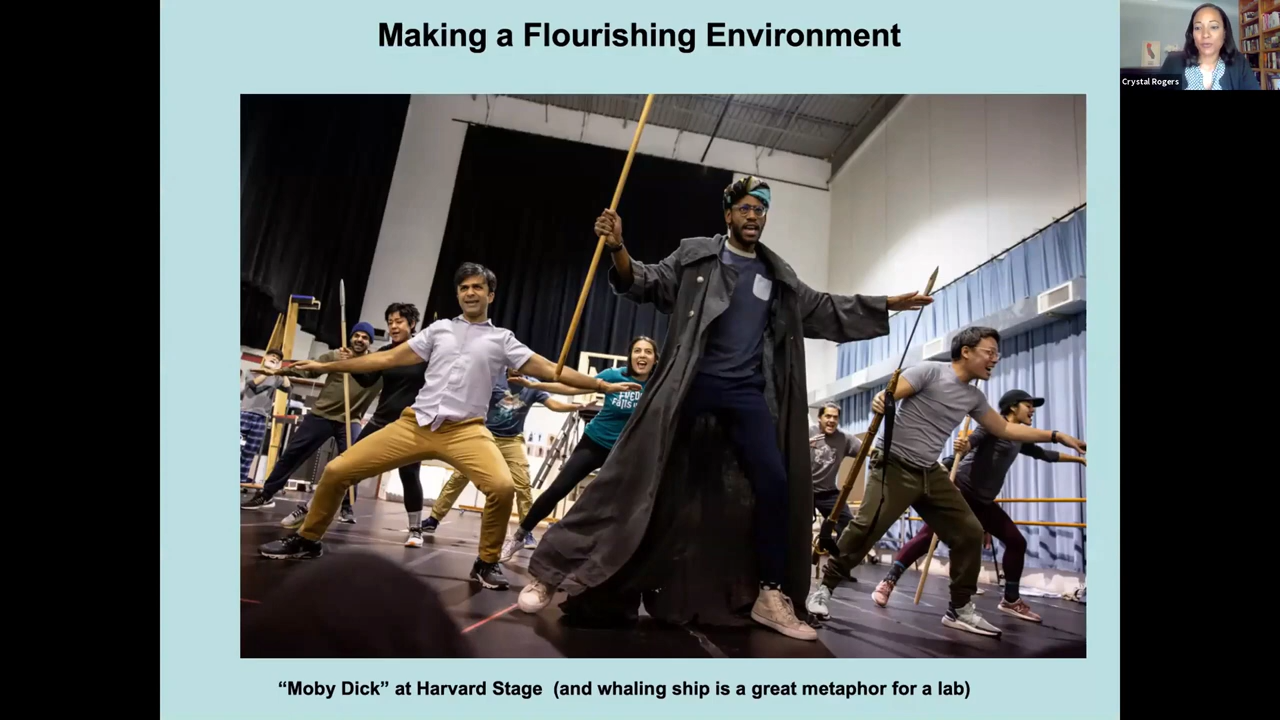 Making a Flourishing Environment
Crystal Rogers
“Moby Dick” at Harvard Stage (and whaling ship is a great metaphor for a lab)